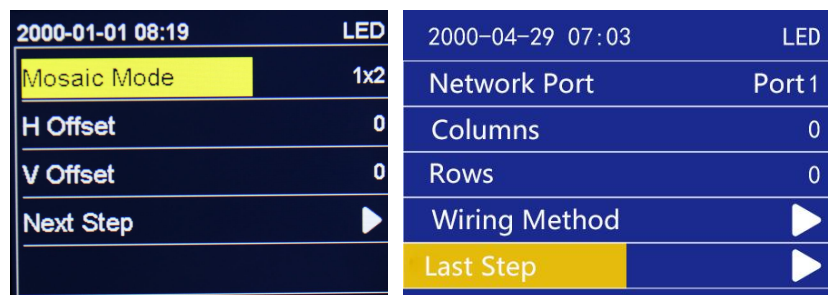 2000-01-01 08:19 LED
Mosaic Mode 1x2
H Offset 0
V Offset 0
Next Step
2000-04-29 07:03 LED
Network Port Port1
Columns 0
Rows 0
Wiring Method
Last Step